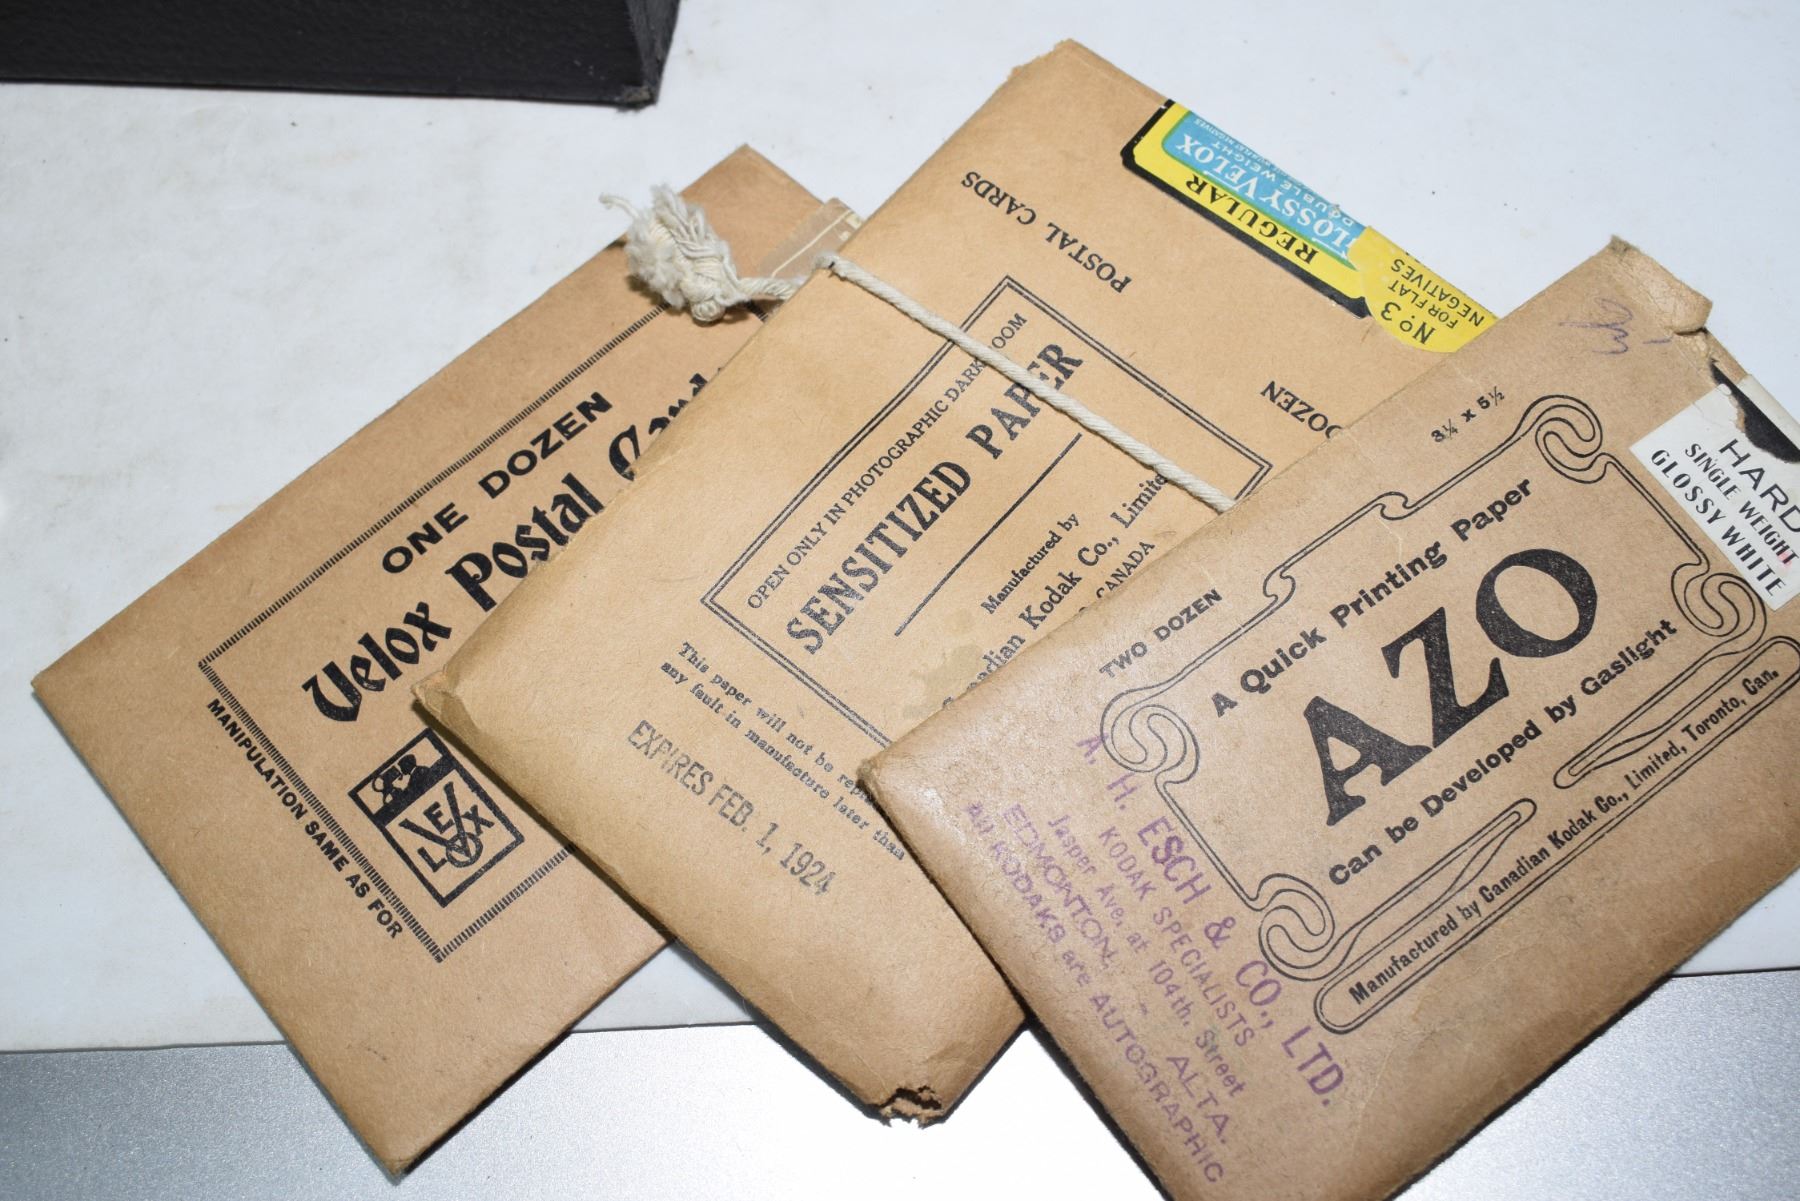 ONE DOZEN
Velox Postal
MANIPULATION SAME AS FOR
VELOX
POSTAL CARDS
DOZEN
REGULAR
GLOSSY VELOX
DOUBLE WEIGHT
No. 3
FOR FLAT
NEGATIVES
OPEN ONLY IN PHOTOGRAPHIC DARK ROOM
SENSITIZED PAPER
Manufactured by
Canadian Kodak Co., Limite
CANADA
This paper will not be repl
any fault in manufacture later than
EXPIRES FEB. 1, 1924
3¼ x 5½
TWO DOZEN
HARD
SINGLE WEIGHT
GLOSSY WHITE
A Quick Printing Paper
AZO
Can be Developed by Gaslight
Manufactured by Canadian Kodak Co., Limited, Toronto, Can.
A. H. ESCH & CO., LTD.
KODAK SPECIALISTS
Jasper Ave, at 104th. Street
EDMONTON, - ALTA.
All KODAKS are AUTOGRAPHIC